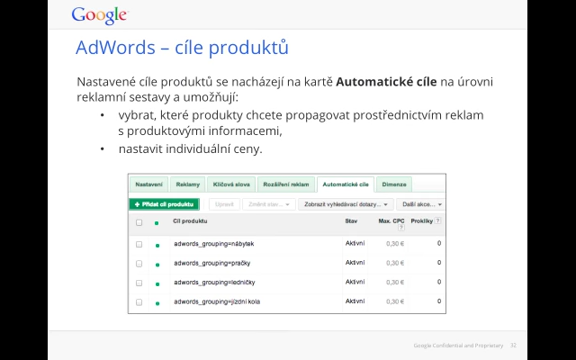 Google
AdWords – cíle produktů
Nastavené cíle produktů se nacházejí na kartě Automatické cíle na úrovni
reklamní sestavy a umožňují:
• vybrat, které produkty chcete propagovat prostřednictvím reklam
s produktovými informacemi,
• nastavit individuální ceny.
Nastavení Reklamy Klíčová slova Rozšíření reklam Automatické cíle Dimenze
+ Přidat cíl produktu Upravit Změnit stav... Zobrazit vyhledávací dotazy... Další akce...
Cíl produktu Stav Max. CPC ? Prokliky ?
adwords_grouping=nábytek Aktivní 0,30 € 0
adwords_grouping=pračky Aktivní 0,30 € 0
adwords_grouping=ledničky Aktivní 0,30 € 0
adwords_grouping=jízdní kola Aktivní 0,30 € 0
Google Confidential and Proprietary 32